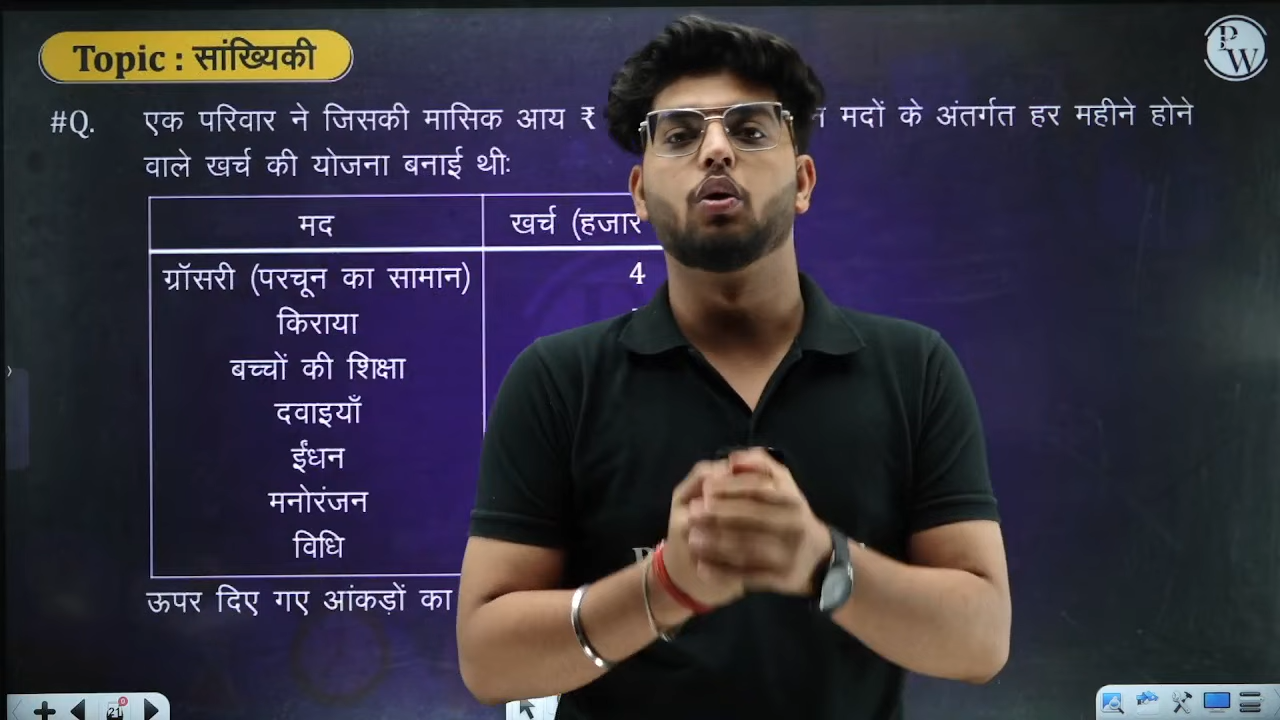 Topic : सांख्यिकी
PW
#Q. एक परिवार ने जिसकी मासिक आय ₹ मदों के अंतर्गत हर महीने होने
वाले खर्च की योजना बनाई थीः
मद खर्च (हजार
ग्रॉसरी (परचून का सामान) 4
किराया
बच्चों की शिक्षा
दवाइयाँ
ईंधन
मनोरंजन
विधि
ऊपर दिए गए आंकड़ों का
21